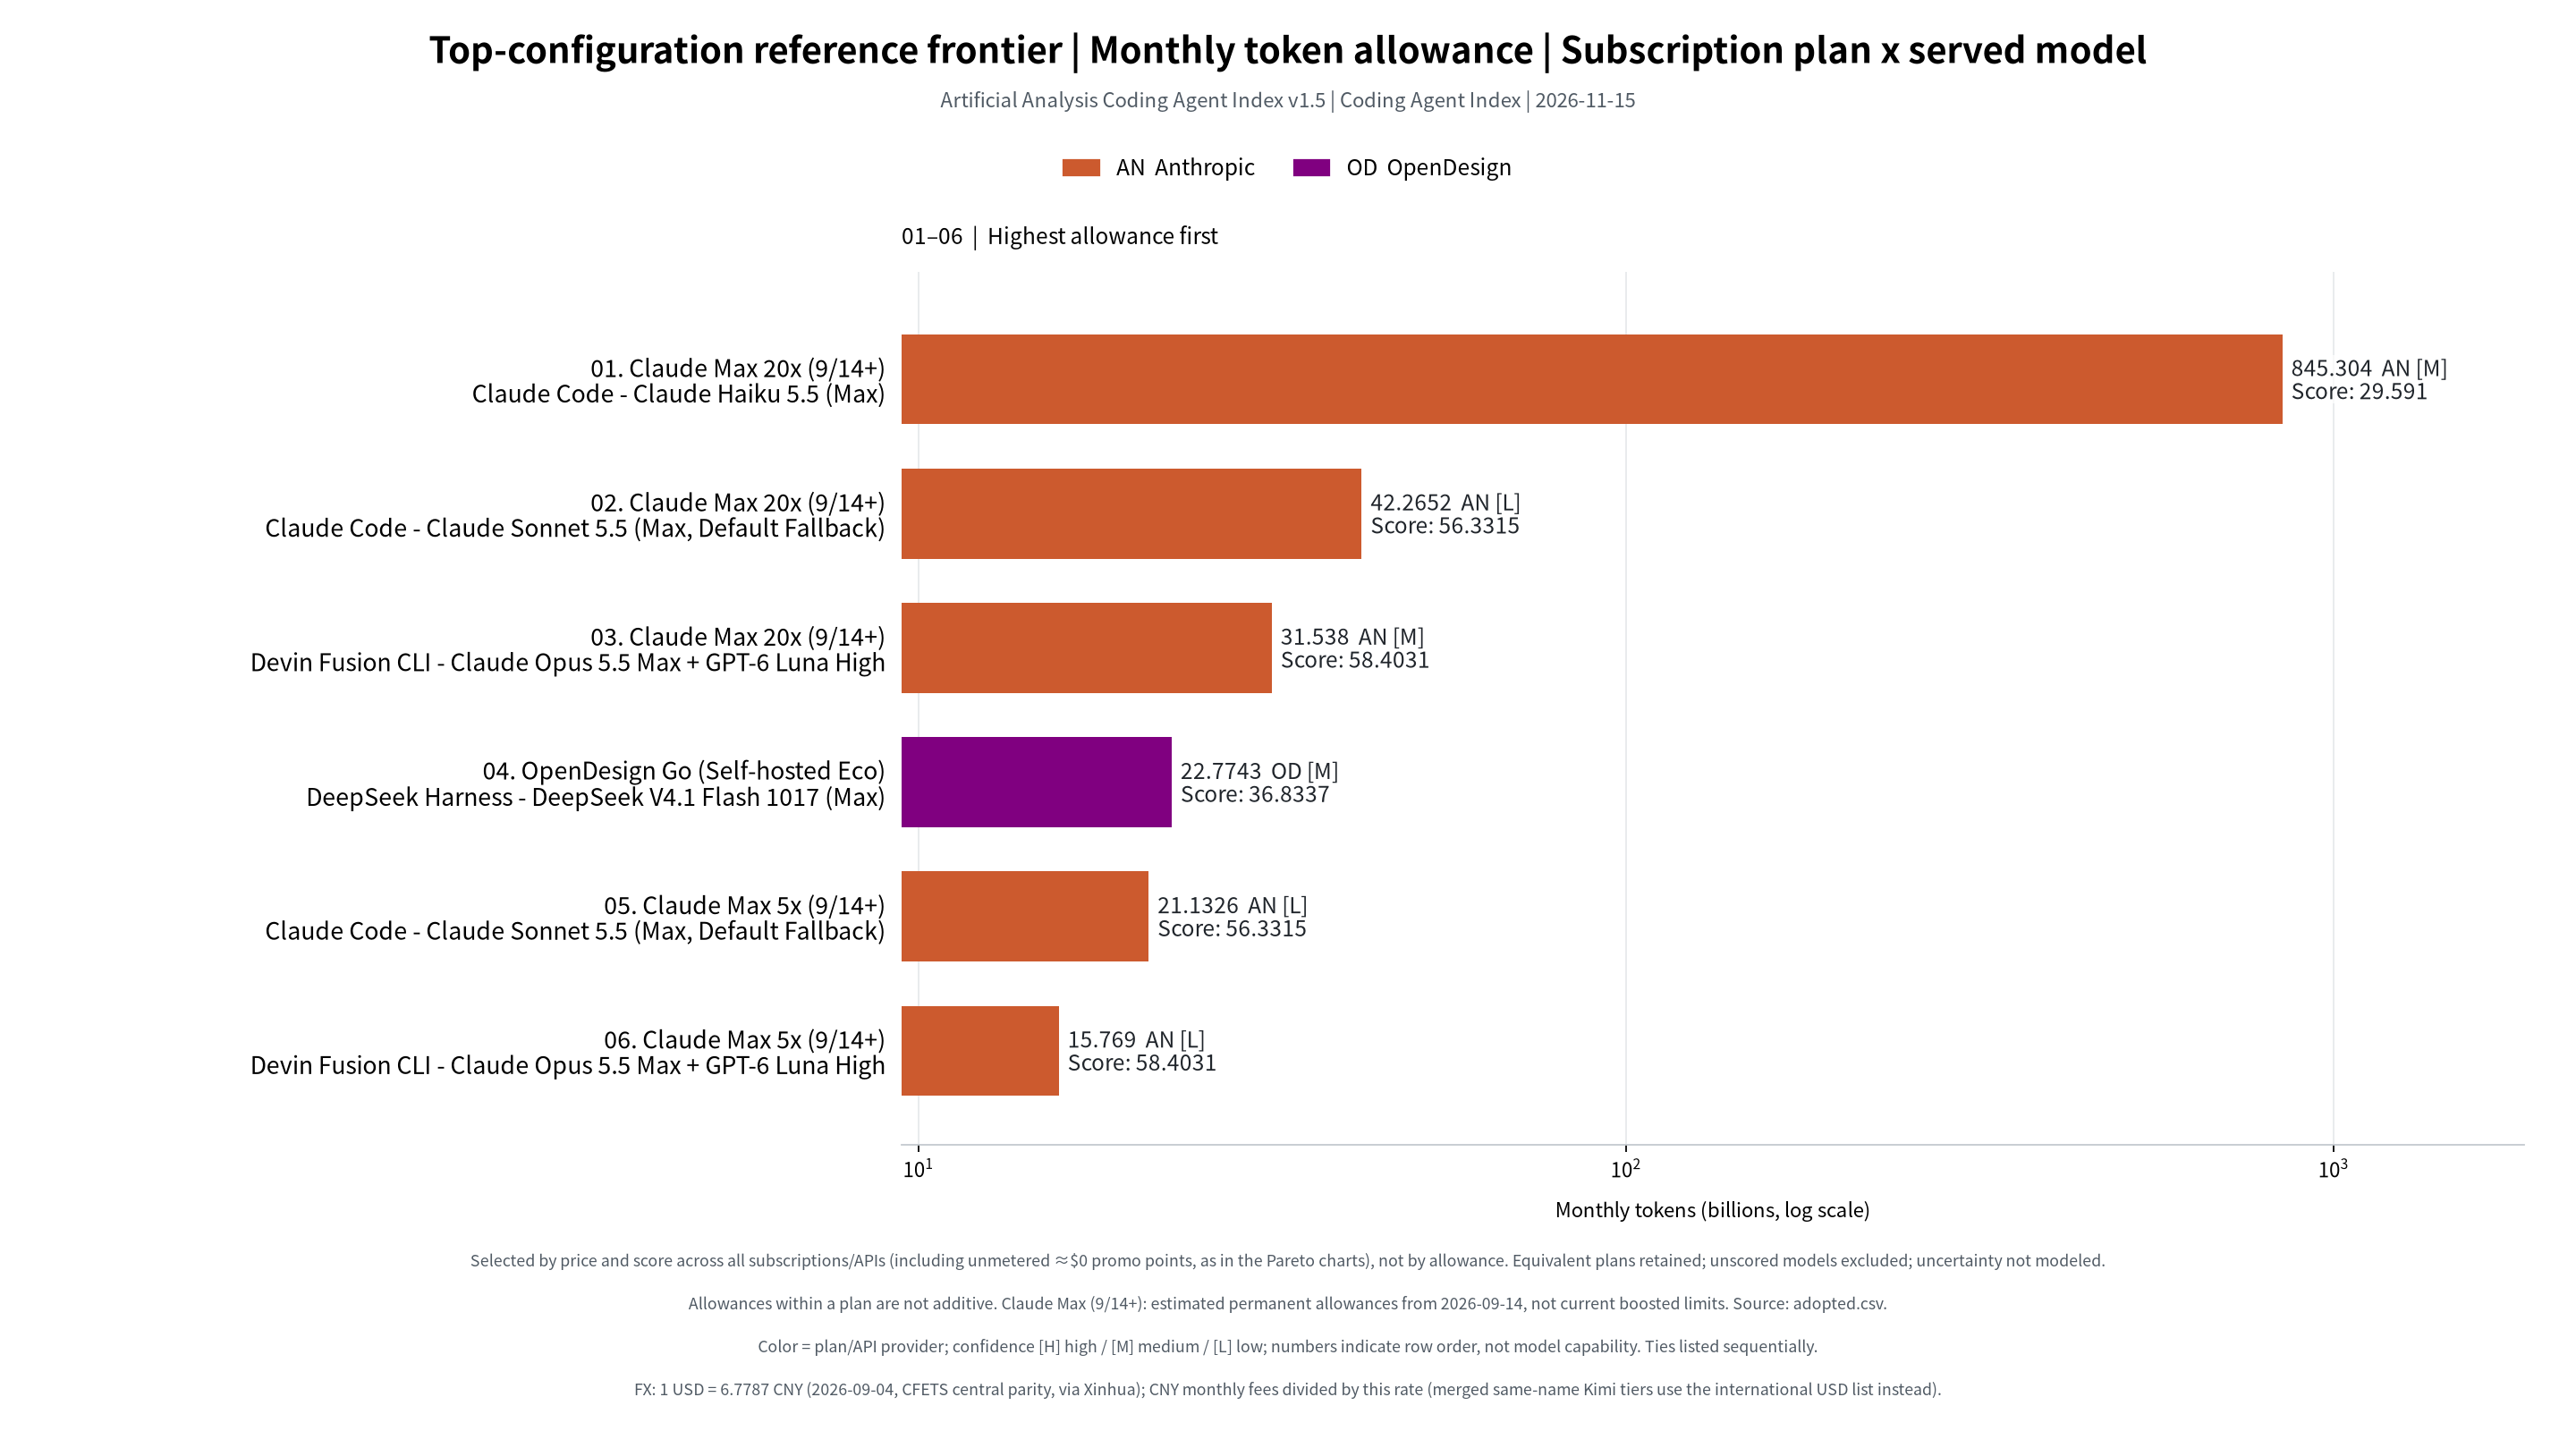 Top-configuration reference frontier | Monthly token allowance | Subscription plan x served model
Artificial Analysis Coding Agent Index v1.5 | Coding Agent Index | 2026-11-15
AN Anthropic
OD OpenDesign
01–06 | Highest allowance first
01. Claude Max 20x (9/14+)
Claude Code - Claude Haiku 5.5 (Max)
845.304 AN [M]
Score: 29.591
02. Claude Max 20x (9/14+)
Claude Code - Claude Sonnet 5.5 (Max, Default Fallback)
42.2652 AN [L]
Score: 56.3315
03. Claude Max 20x (9/14+)
Devin Fusion CLI - Claude Opus 5.5 Max + GPT-6 Luna High
31.538 AN [M]
Score: 58.4031
04. OpenDesign Go (Self-hosted Eco)
DeepSeek Harness - DeepSeek V4.1 Flash 1017 (Max)
22.7743 OD [M]
Score: 36.8337
05. Claude Max 5x (9/14+)
Claude Code - Claude Sonnet 5.5 (Max, Default Fallback)
21.1326 AN [L]
Score: 56.3315
06. Claude Max 5x (9/14+)
Devin Fusion CLI - Claude Opus 5.5 Max + GPT-6 Luna High
15.769 AN [L]
Score: 58.4031
10¹
10²
10³
Monthly tokens (billions, log scale)
Selected by price and score across all subscriptions/APIs (including unmetered ≈$0 promo points, as in the Pareto charts), not by allowance. Equivalent plans retained; unscored models excluded; uncertainty not modeled.
Allowances within a plan are not additive. Claude Max (9/14+): estimated permanent allowances from 2026-09-14, not current boosted limits. Source: adopted.csv.
Color = plan/API provider; confidence [H] high / [M] medium / [L] low; numbers indicate row order, not model capability. Ties listed sequentially.
FX: 1 USD = 6.7787 CNY (2026-09-04, CFETS central parity, via Xinhua); CNY monthly fees divided by this rate (merged same-name Kimi tiers use the international USD list instead).